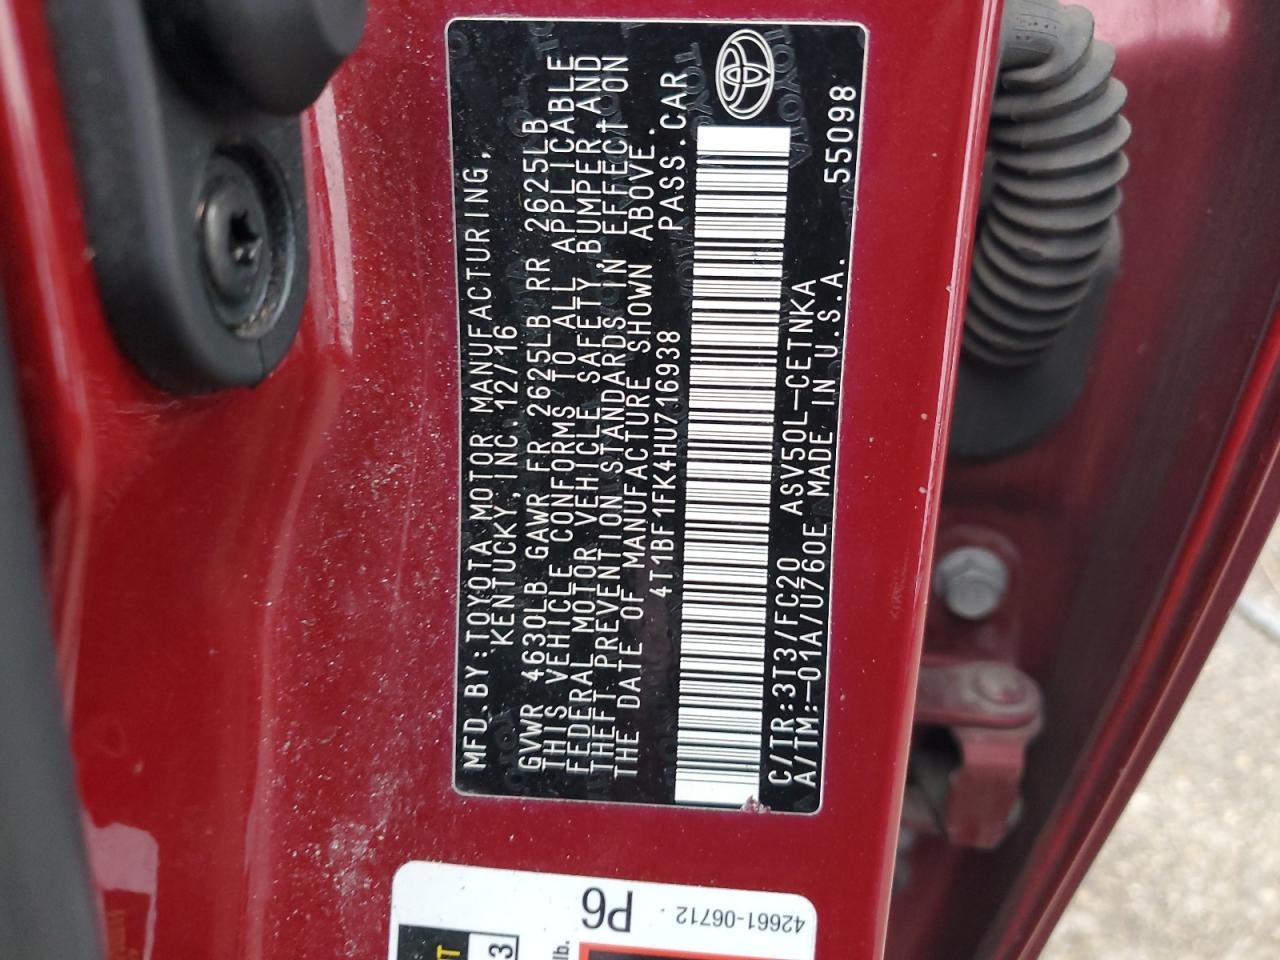 MFD.BY:TOYOTA MOTOR MANUFACTURING,
KENTUCKY,INC. 12/16
GVWR 4630LB GAWR FR 2625LB RR 2625LB
THIS VEHICLE CONFORMS TO ALL APPLICABLE
FEDERAL MOTOR VEHICLE SAFETY,BUMPER,AND
THEFT PREVENTION STANDARDS IN EFFECT ON
THE DATE OF MANUFACTURE SHOWN ABOVE.
4T1BF1FK4HU716938 PASS.CAR
C/TR:3T3/FC20 ASV50L-CETNKA 55098
A/TM:-01A/U760E MADE IN U.S.A.
P6
42661-06712
lb.
3